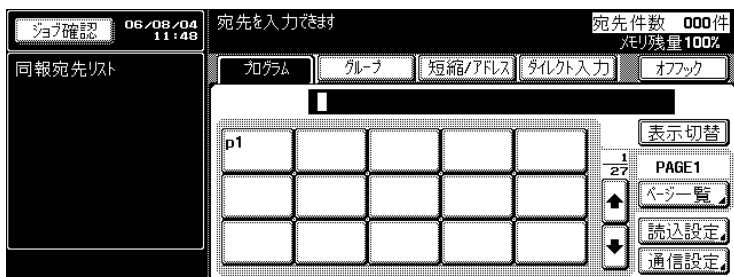 ジョブ確認
06/08/04
11:48
宛先を入力できます
宛先件数 000件
メモリ残量100%
同報宛先リスト
プログラム
グループ
短縮/アドレス
ダイレクト入力
オフフック
表示切替
p1
1
27
PAGE1
ページ一覧
読込設定
通信設定